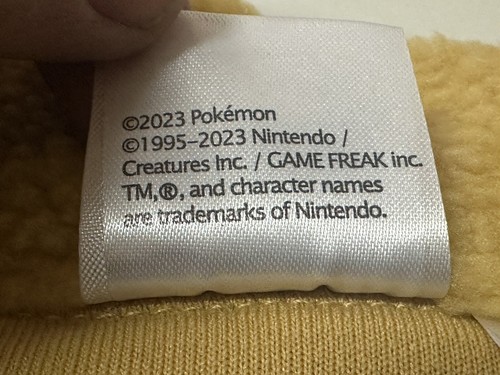 ©2023 Pokémon
©1995–2023 Nintendo /
Creatures Inc. / GAME FREAK inc.
TM,®, and character names
are trademarks of Nintendo.